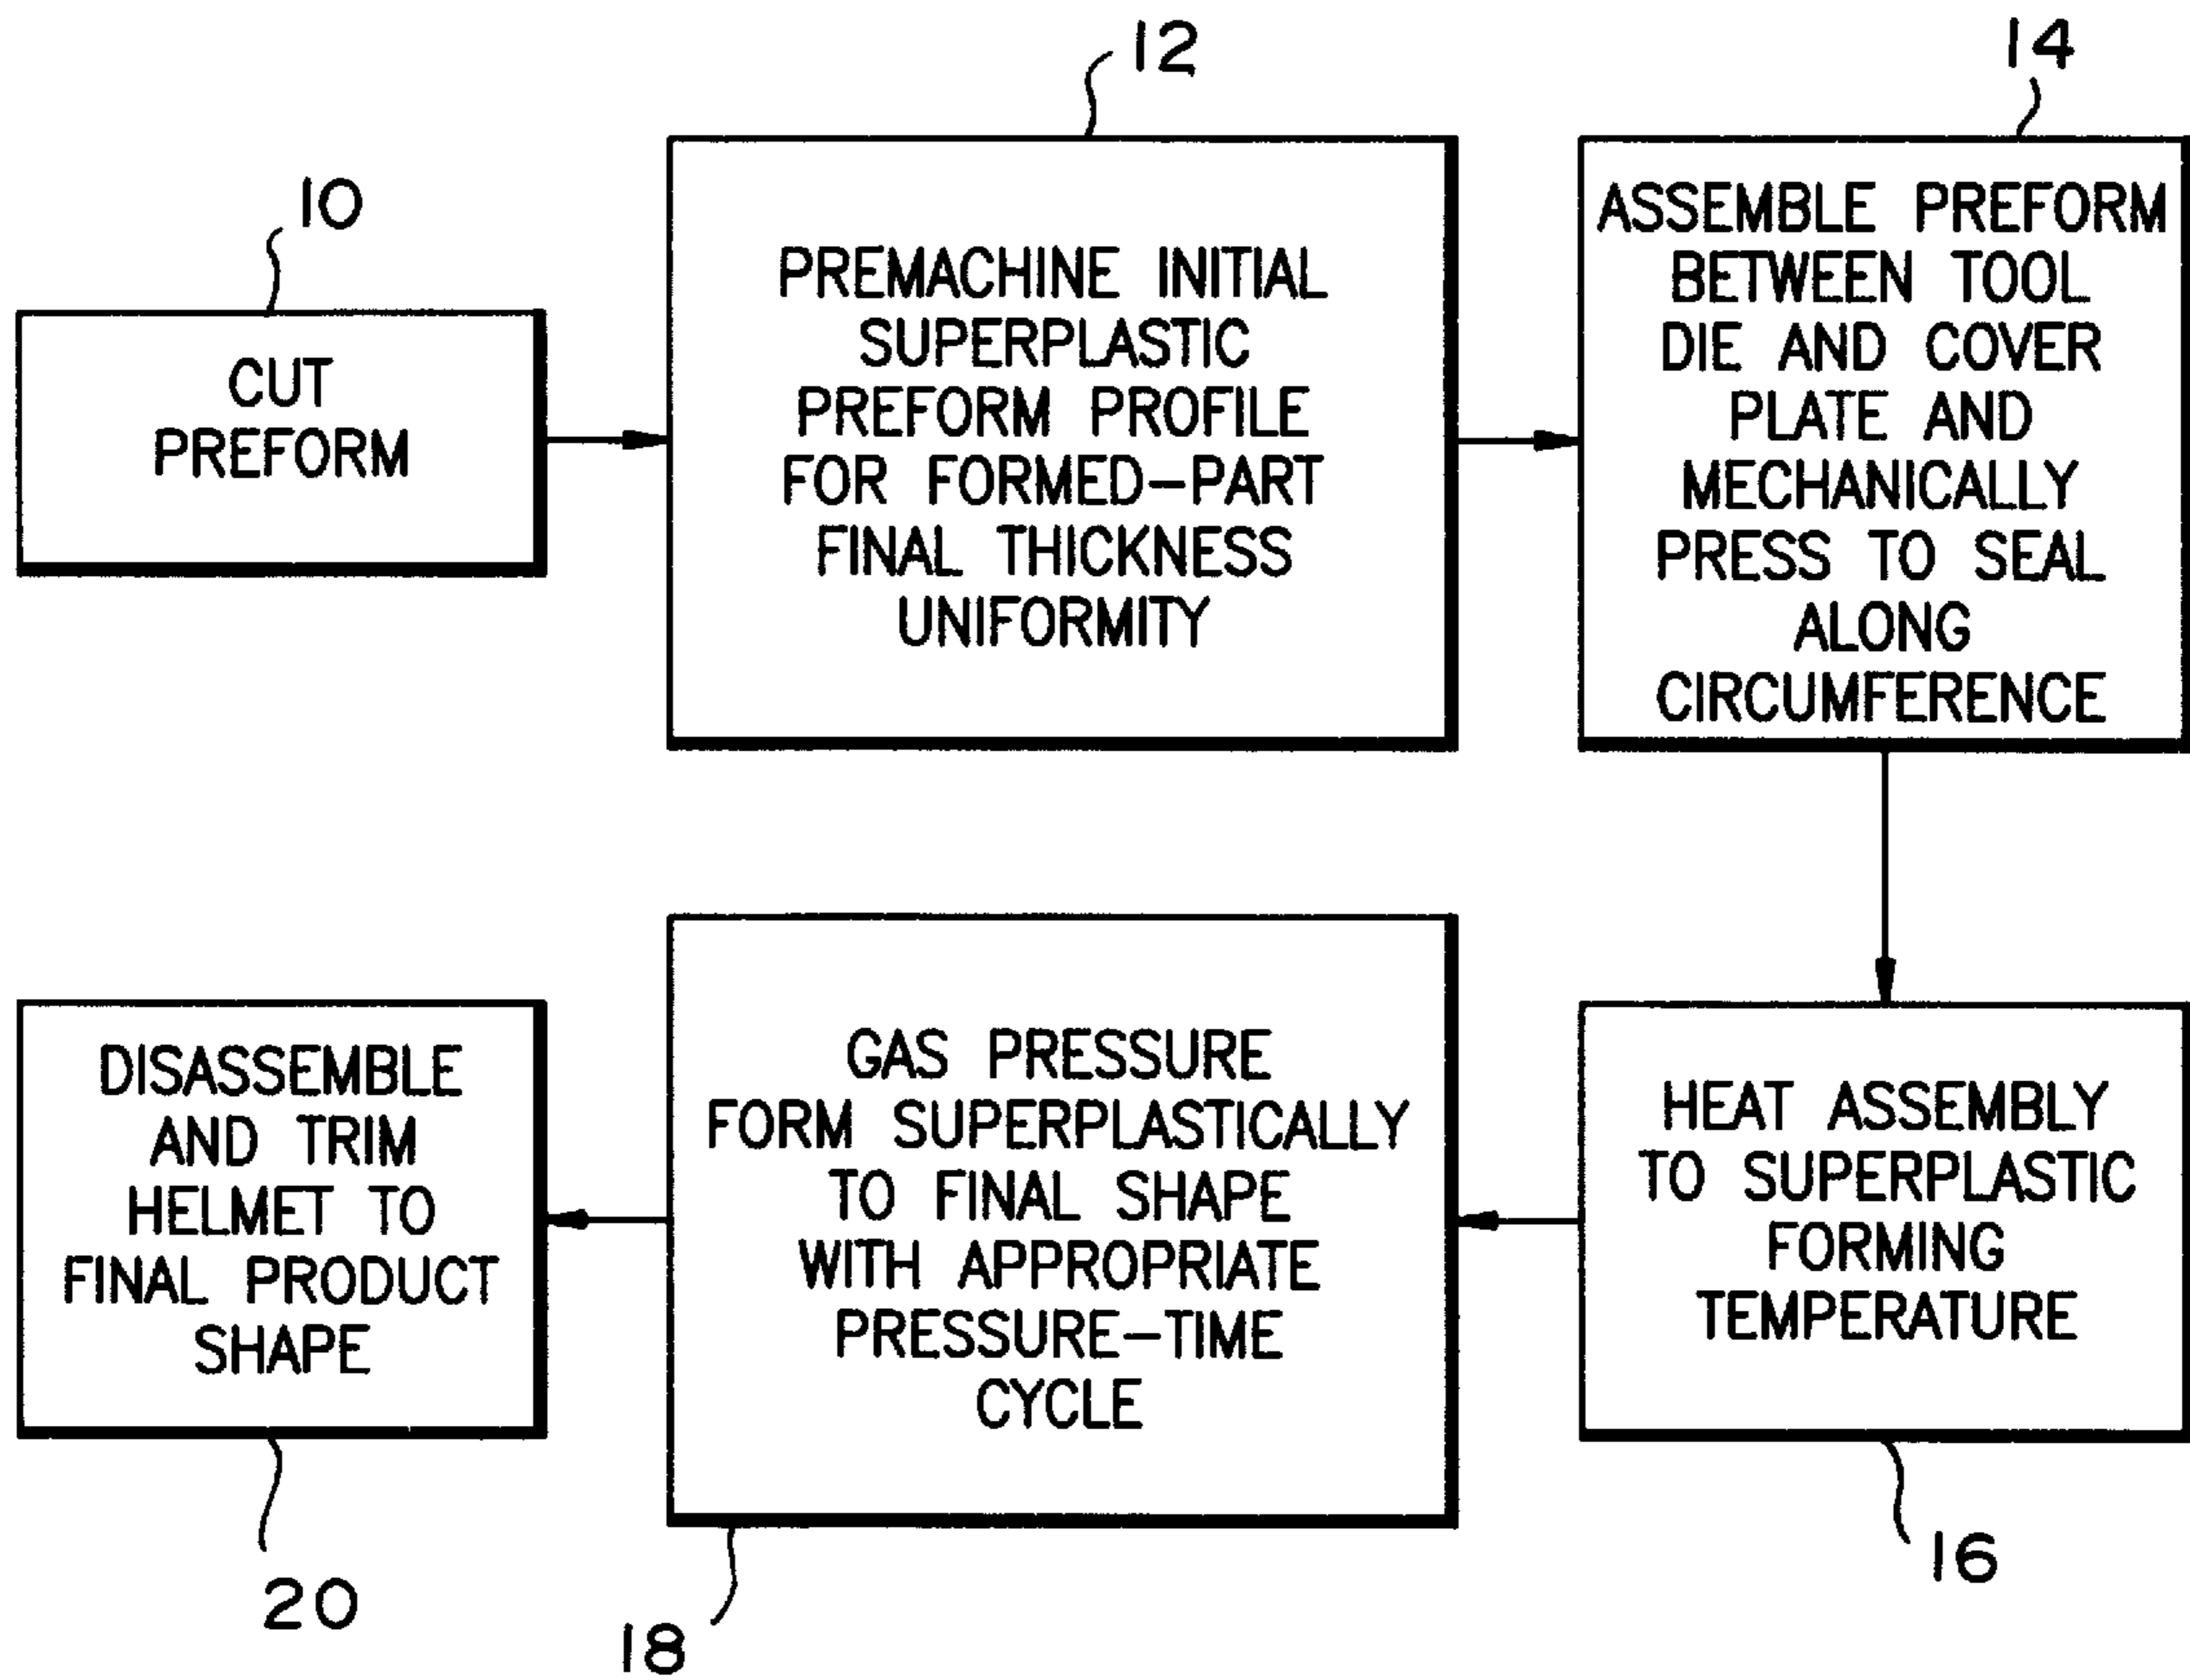 10
CUT
PREFORM
12
PREMACHINE INITIAL
SUPERPLASTIC
PREFORM PROFILE
FOR FORMED-PART
FINAL THICKNESS
UNIFORMITY
14
ASSEMBLE PREFORM
BETWEEN TOOL
DIE AND COVER
PLATE AND
MECHANICALLY
PRESS TO SEAL
ALONG
CIRCUMFERENCE
HEAT ASSEMBLY
TO SUPERPLASTIC
FORMING
TEMPERATURE
16
GAS PRESSURE
FORM SUPERPLASTICALLY
TO FINAL SHAPE
WITH APPROPRIATE
PRESSURE-TIME
CYCLE
18
DISASSEMBLE
AND TRIM
HELMET TO
FINAL PRODUCT
SHAPE
20